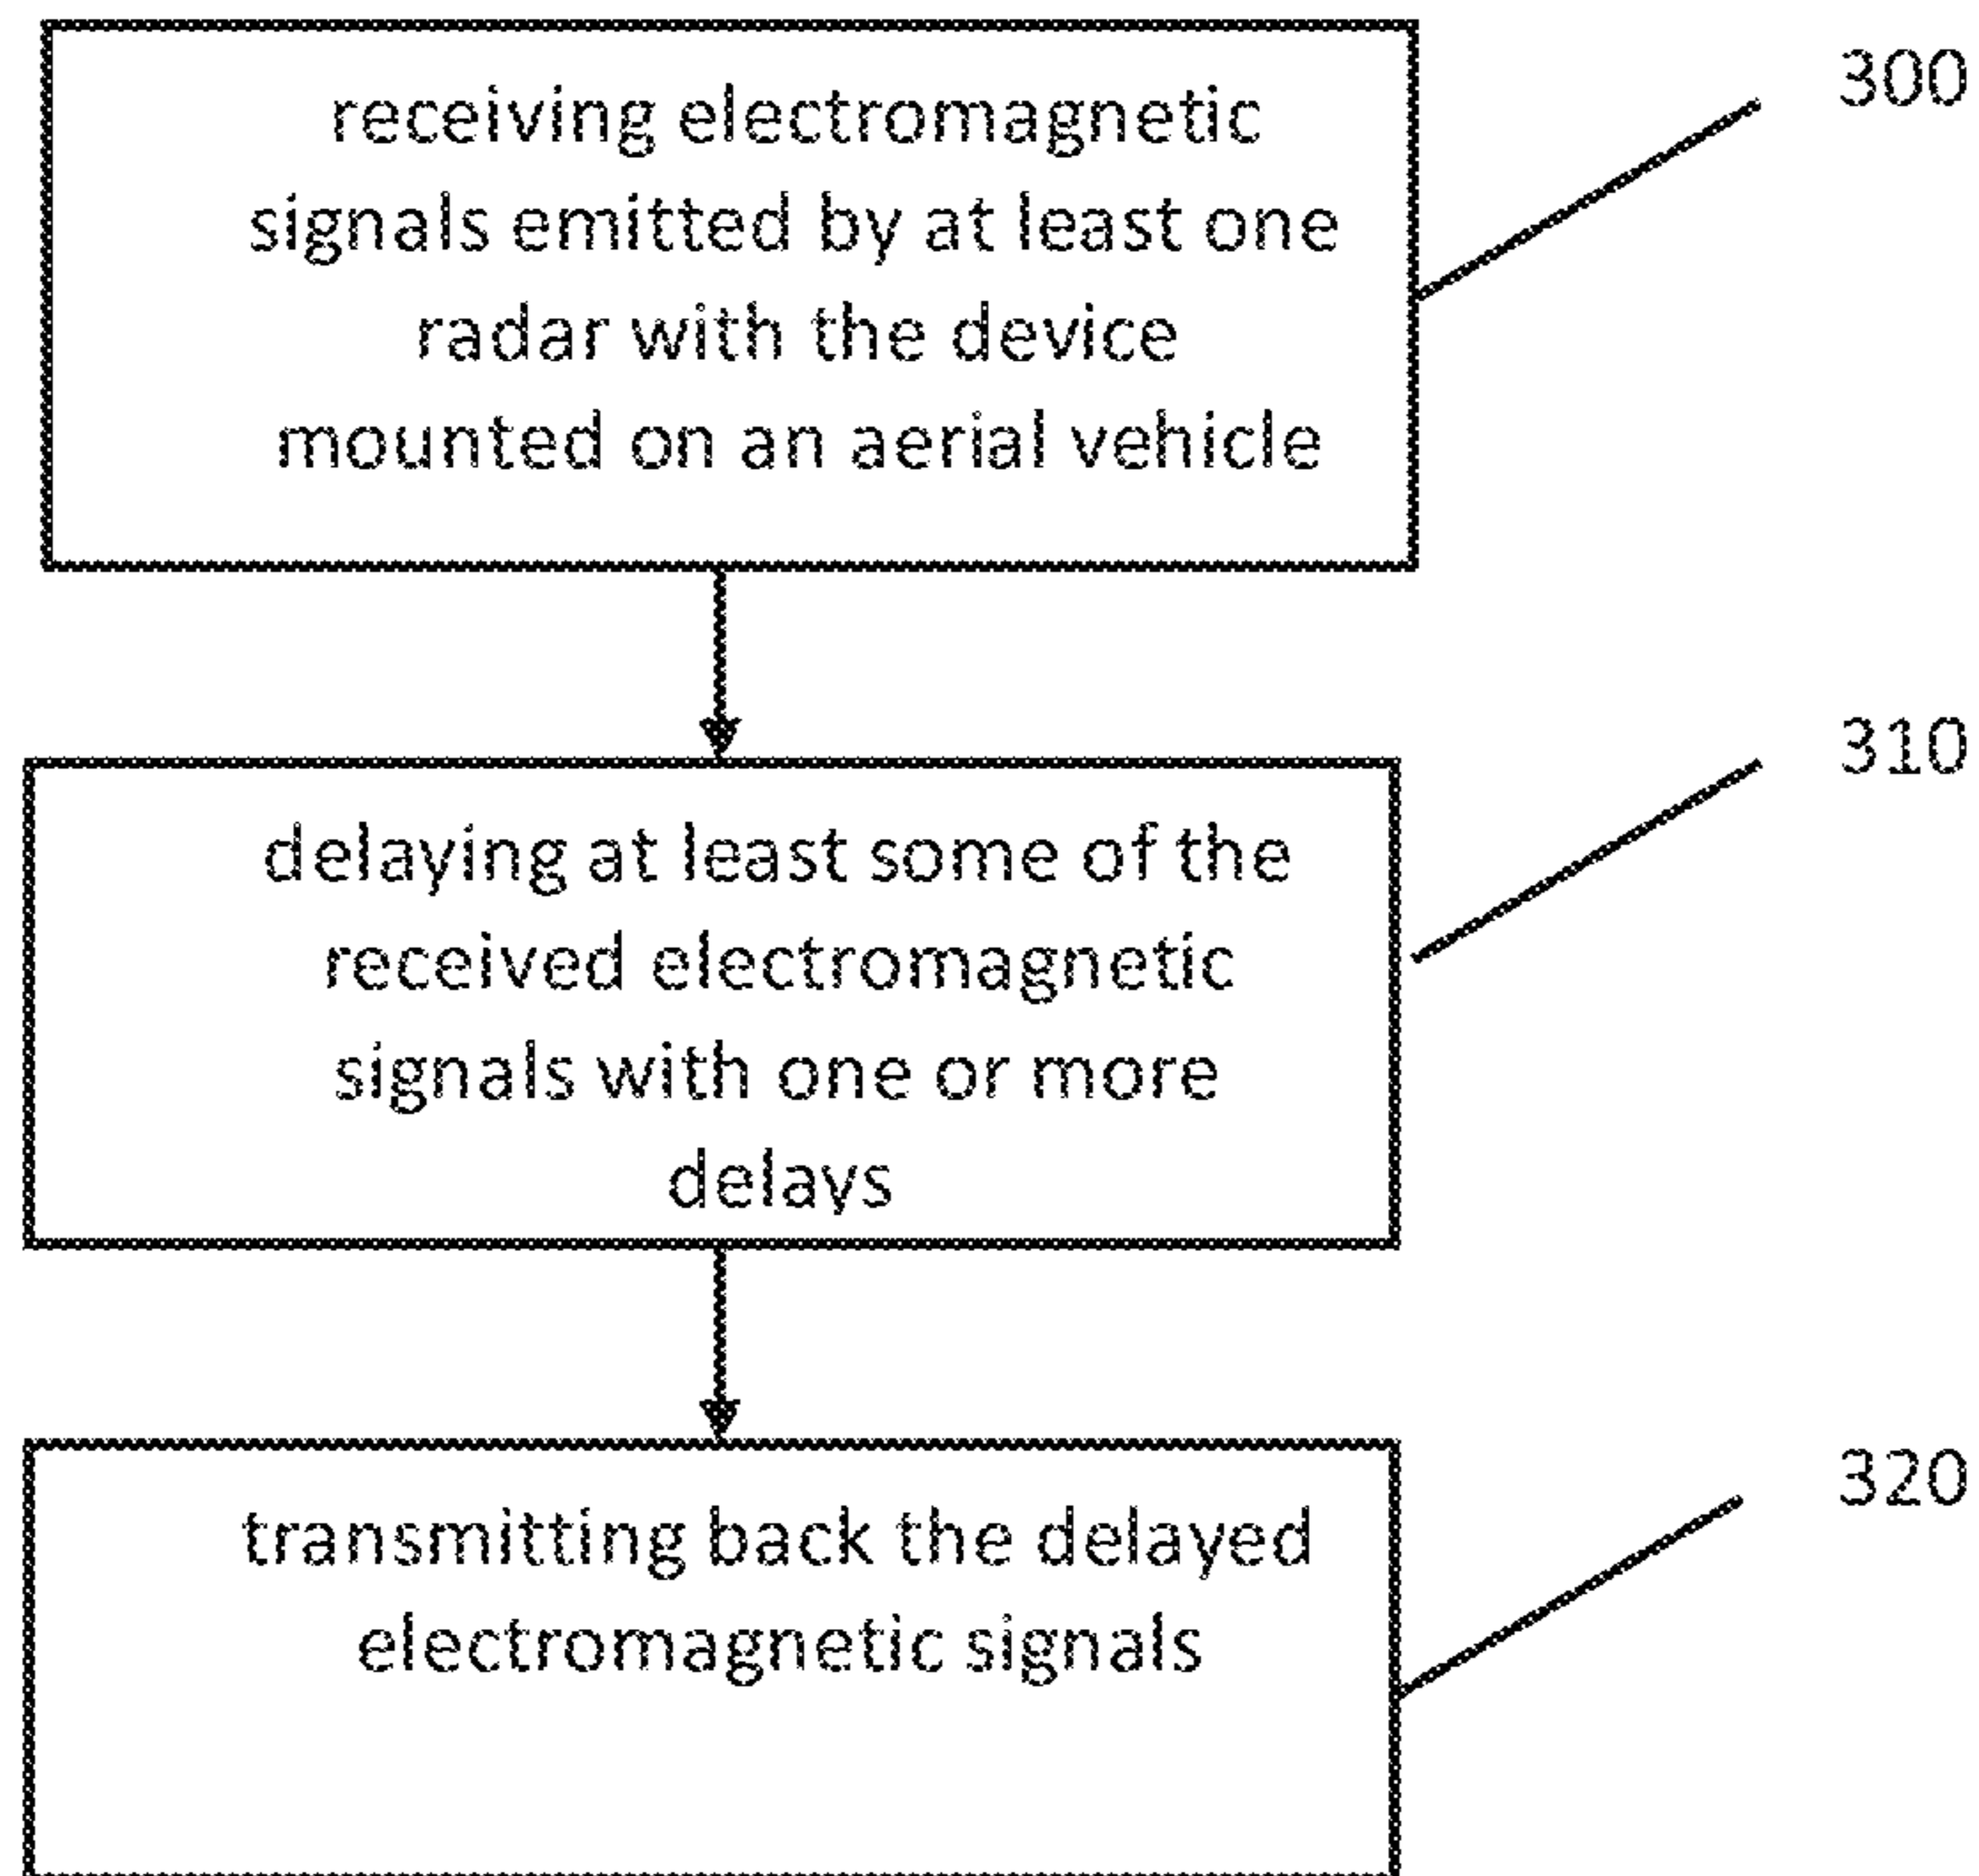 receiving electromagnetic
signals emitted by at least one
radar with the device
mounted on an aerial vehicle
300
delaying at least some of the
received electromagnetic
signals with one or more
delays
310
transmitting back the delayed
electromagnetic signals
320